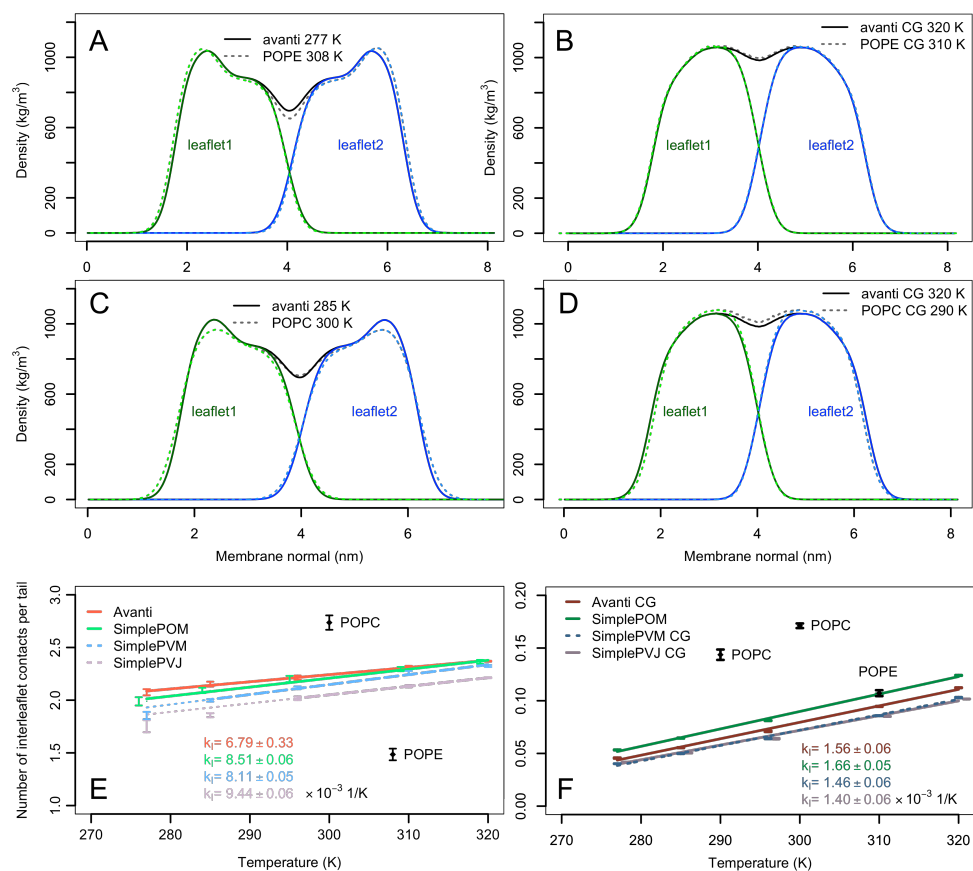 A
avanti 277 K
POPE 308 K
Density (kg/m³)
0 200 600 1000
leaflet1
leaflet2
0 2 4 6 8
B
avanti CG 320 K
POPE CG 310 K
Density (kg/m³)
0 200 600 1000
leaflet1
leaflet2
0 2 4 6 8
C
avanti 285 K
POPC 300 K
Density (kg/m³)
0 200 400 600 800 1000
leaflet1
leaflet2
0 2 4 6
Membrane normal (nm)
D
avanti CG 320 K
POPC CG 290 K
0 200 400 600 800 1000
leaflet1
leaflet2
0 2 4 6 8
Membrane normal (nm)
Number of interleaflet contacts per tail
1.0 1.5 2.0 2.5 3.0
Avanti
SimplePOM
SimplePVM
SimplePVJ
POPC
POPE
kI= 6.79 ± 0.33
kI= 8.51 ± 0.06
kI= 8.11 ± 0.05
kI= 9.44 ± 0.06 × 10⁻³ 1/K
E
270 280 290 300 310 320
Temperature (K)
0.00 0.05 0.10 0.15 0.20
Avanti CG
SimplePOM
SimplePVM CG
SimplePVJ CG
POPC
POPC
POPE
kI= 1.56 ± 0.06
kI= 1.66 ± 0.05
kI= 1.46 ± 0.06
kI= 1.40 ± 0.06 × 10⁻³ 1/K
F
270 280 290 300 310 320
Temperature (K)